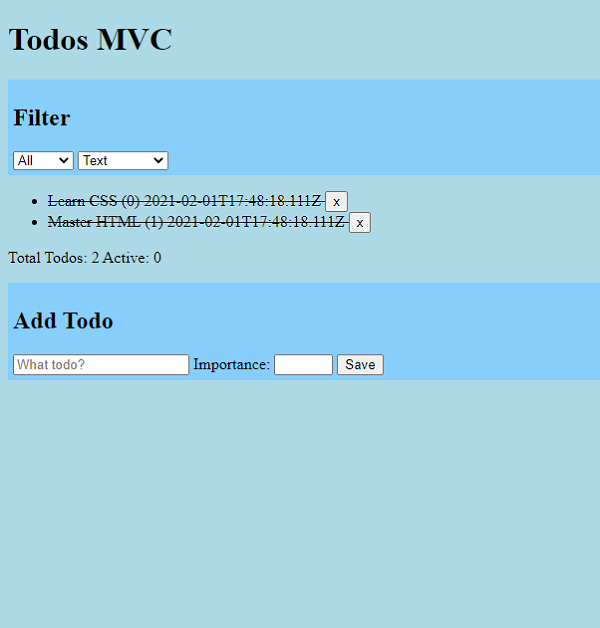 Todos MVC
Filter
All Text
Learn CSS (0) 2021-02-01T17:48:18.111Z x
Master HTML (1) 2021-02-01T17:48:18.111Z x
Total Todos: 2 Active: 0
Add Todo
What todo? Importance: Save